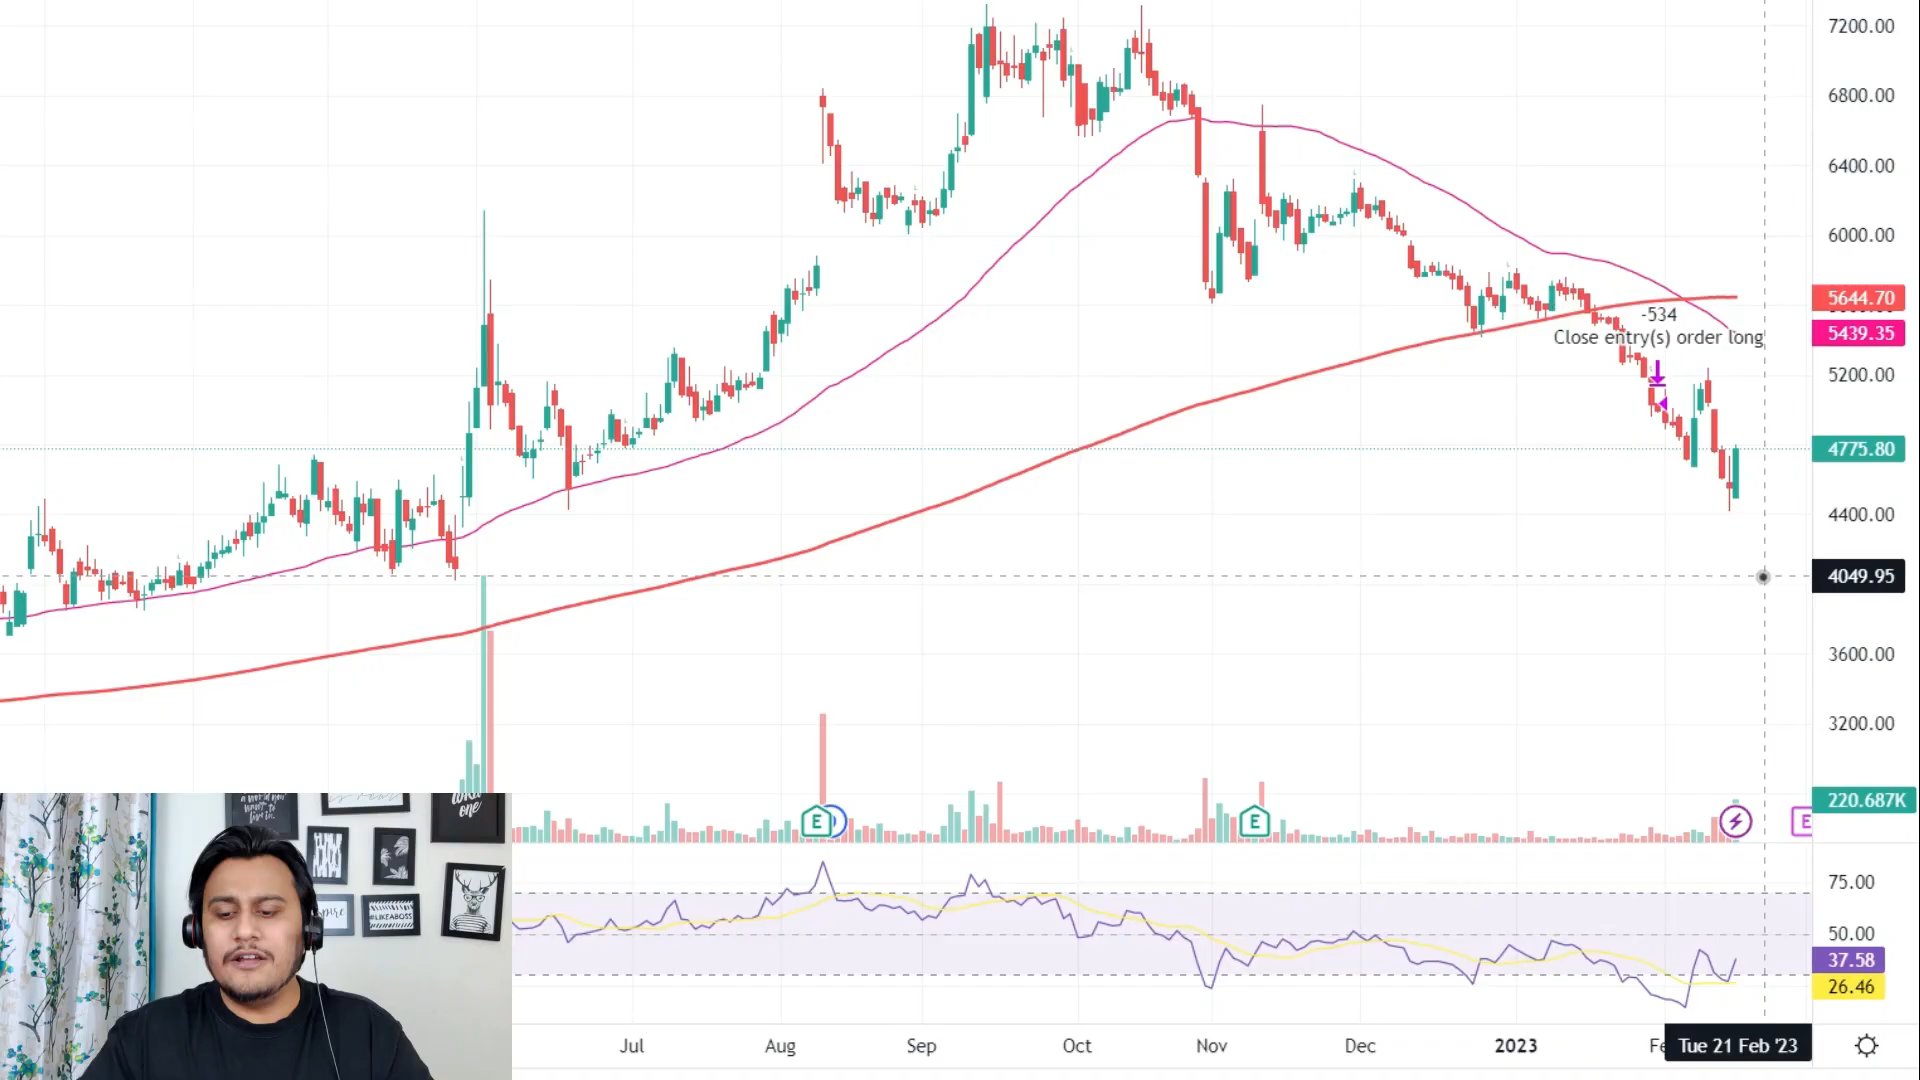 7200.00
6800.00
6400.00
6000.00
5644.70
-534
5439.35
Close entry(s) order long
5200.00
4775.80
4400.00
4049.95
3600.00
3200.00
220.687K
E
E
E
75.00
50.00
37.58
26.46
one
#LIKEABOSS
Jul
Aug
Sep
Oct
Nov
Dec
2023
Tue 21 Feb '23